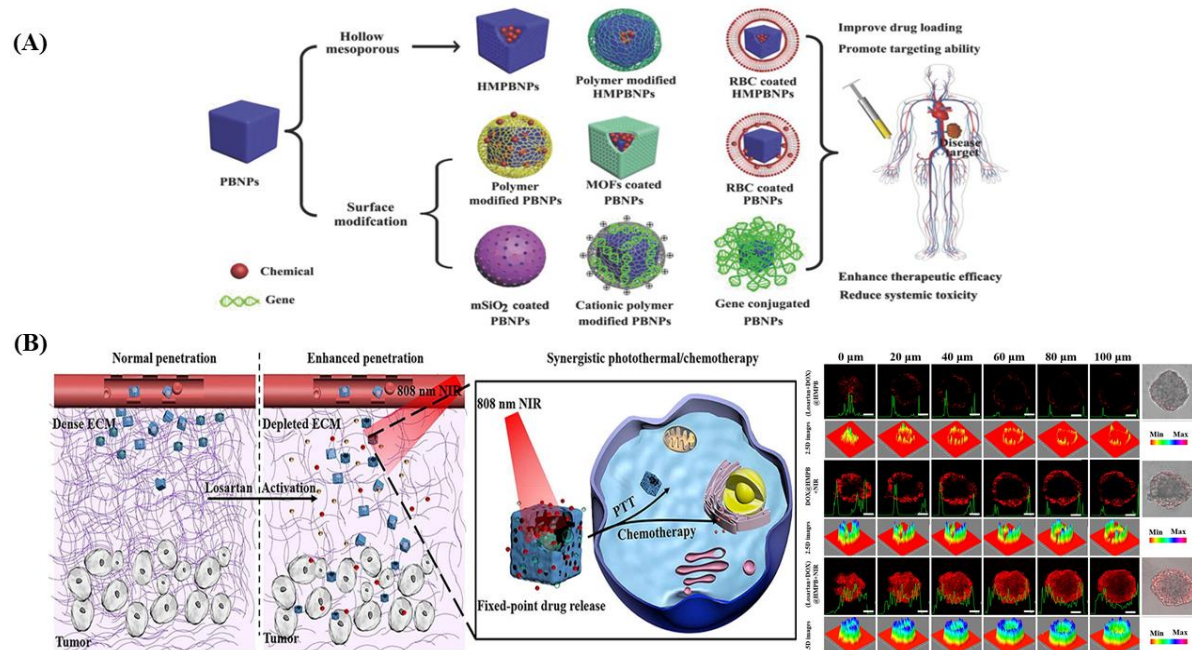 (A)
Hollow
mesoporous
PBNPs
Surface
modifcation
Chemical
Gene
HMPBNPs
Polymer modified
HMPBNPs
RBC coated
HMPBNPs
Polymer
modified PBNPs
MOFs coated
PBNPs
RBC coated
PBNPs
mSiO₂ coated
PBNPs
Cationic polymer
modified PBNPs
Gene conjugated
PBNPs
Improve drug loading
Promote targeting ability
Disease
target
Enhance therapeutic efficacy
Reduce systemic toxicity
(B)
Normal penetration
Enhanced penetration
808 nm NIR
Dense ECM
Depleted ECM
Losartan Activation
Tumor
Tumor
Synergistic photothermal/chemotherapy
808 nm NIR
PTT
Chemotherapy
Fixed-point drug release
0 µm 20 µm 40 µm 60 µm 80 µm 100 µm
(Losartan+DOX)
@HMPB
2.5D images
Min Max
DOX@HMPB
+NIR
2.5D images
Min Max
(Losartan+DOX)
@HMPB+NIR
5D images
Min Max